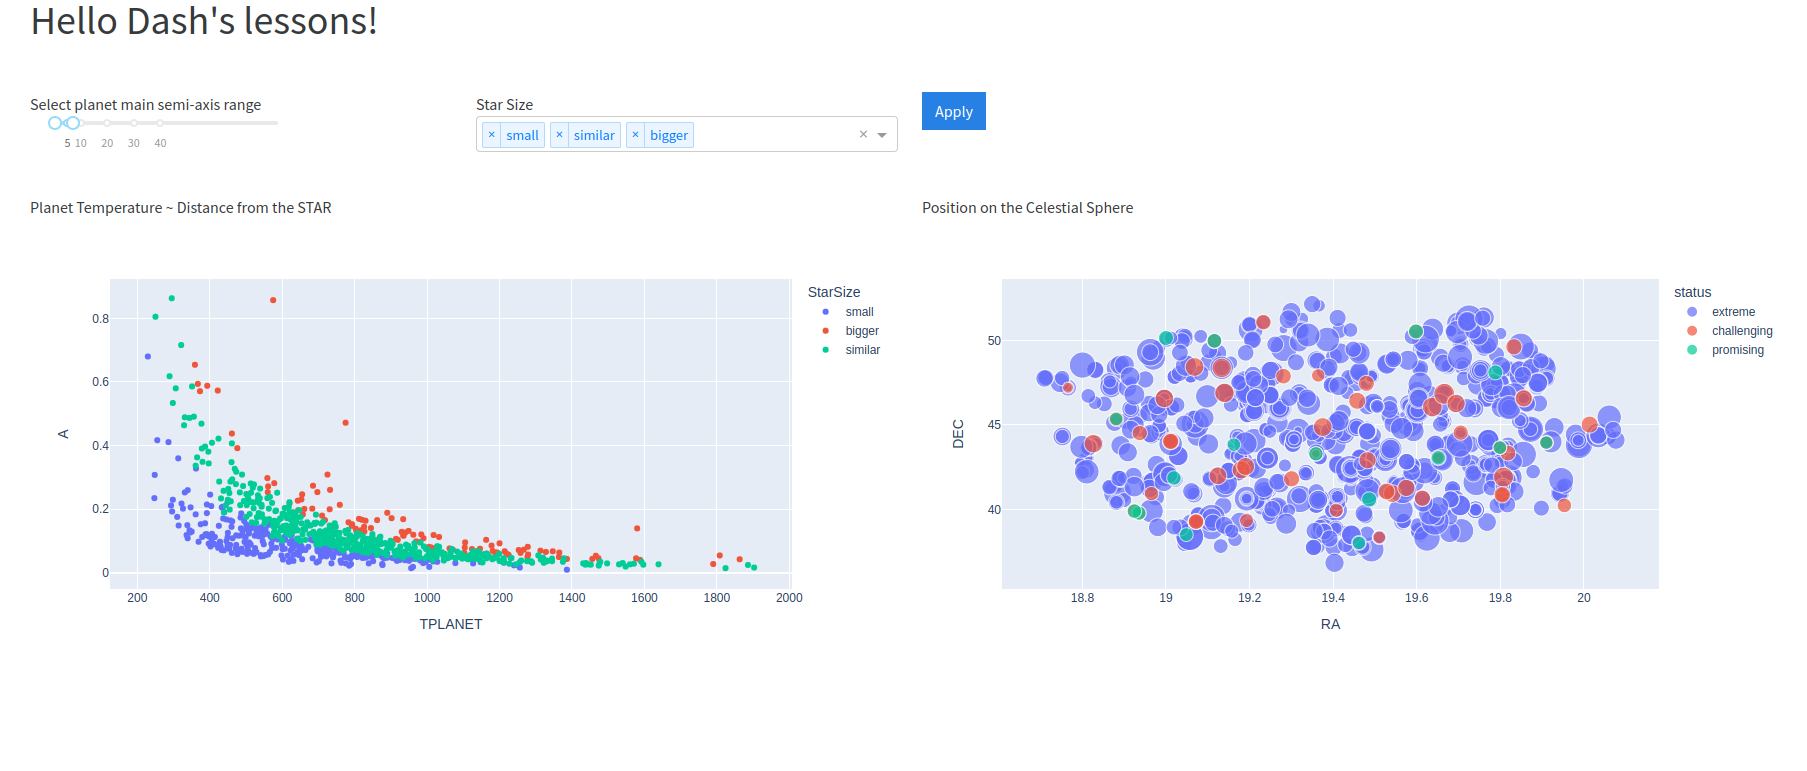 Hello Dash's lessons!
Select planet main semi-axis range
5 10 20 30 40
Star Size
× small × similar × bigger ×
Apply
Planet Temperature ~ Distance from the STAR
Position on the Celestial Sphere
0.8
0.6
0.4
0.2
0
A
200 400 600 800 1000 1200 1400 1600 1800 2000
TPLANET
StarSize
small
bigger
similar
50
45
40
DEC
18.8 19 19.2 19.4 19.6 19.8 20
RA
status
extreme
challenging
promising